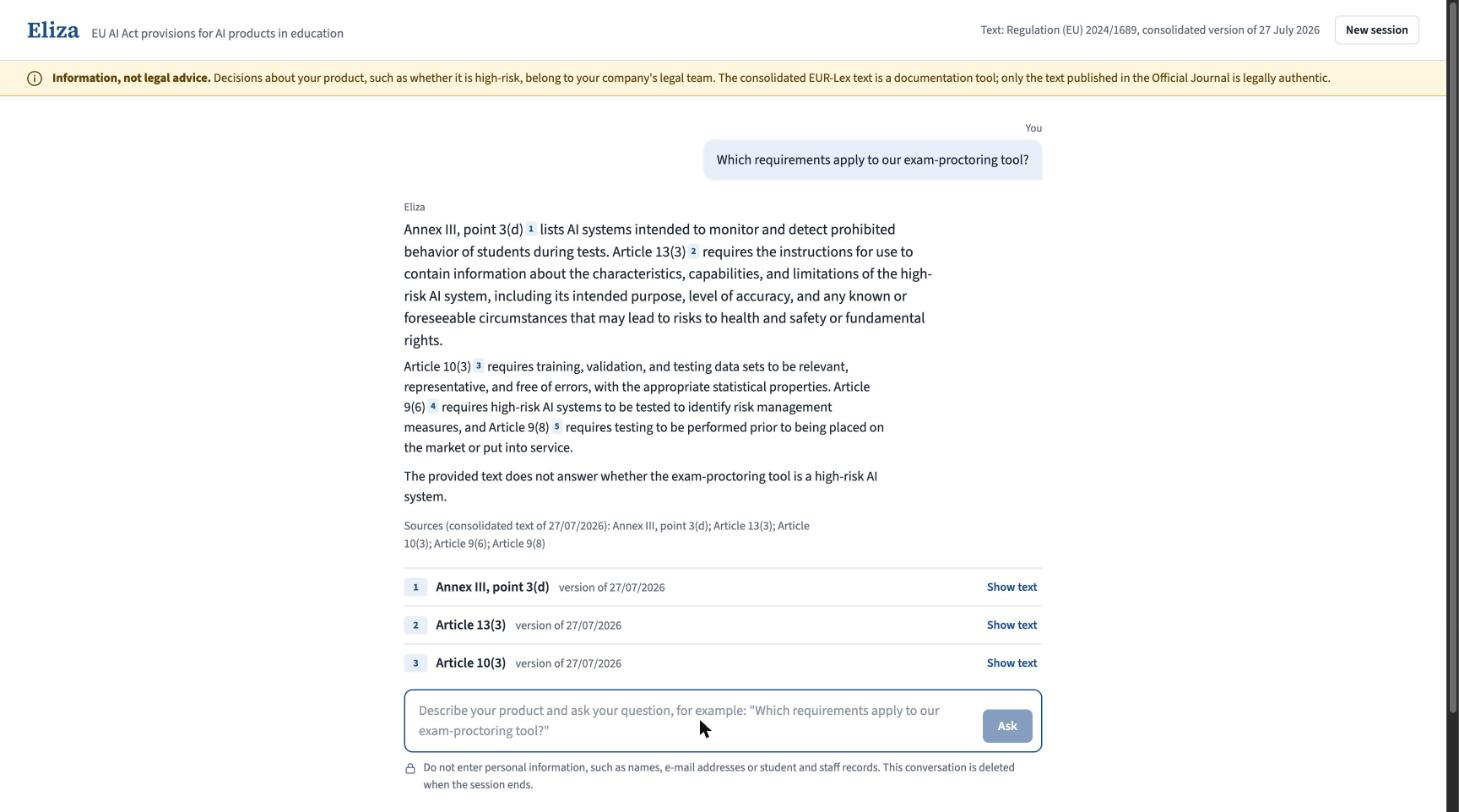 Eliza
EU AI Act provisions for AI products in education
Text: Regulation (EU) 2024/1689, consolidated version of 27 July 2026
New session
Information, not legal advice. Decisions about your product, such as whether it is high-risk, belong to your company's legal team. The consolidated EUR-Lex text is a documentation tool; only the text published in the Official Journal is legally authentic.
You
Which requirements apply to our exam-proctoring tool?
Eliza
Annex III, point 3(d) 1 lists AI systems intended to monitor and detect prohibited
behavior of students during tests. Article 13(3) 2 requires the instructions for use to
contain information about the characteristics, capabilities, and limitations of the high-
risk AI system, including its intended purpose, level of accuracy, and any known or
foreseeable circumstances that may lead to risks to health and safety or fundamental
rights.
Article 10(3) 3 requires training, validation, and testing data sets to be relevant,
representative, and free of errors, with the appropriate statistical properties. Article
9(6) 4 requires high-risk AI systems to be tested to identify risk management
measures, and Article 9(8) 5 requires testing to be performed prior to being placed on
the market or put into service.
The provided text does not answer whether the exam-proctoring tool is a high-risk AI
system.
Sources (consolidated text of 27/07/2026): Annex III, point 3(d); Article 13(3); Article
10(3); Article 9(6); Article 9(8)
1 Annex III, point 3(d) version of 27/07/2026 Show text
2 Article 13(3) version of 27/07/2026 Show text
3 Article 10(3) version of 27/07/2026 Show text
Describe your product and ask your question, for example: "Which requirements apply to our
exam-proctoring tool?"
Ask
Do not enter personal information, such as names, e-mail addresses or student and staff records. This conversation is deleted
when the session ends.